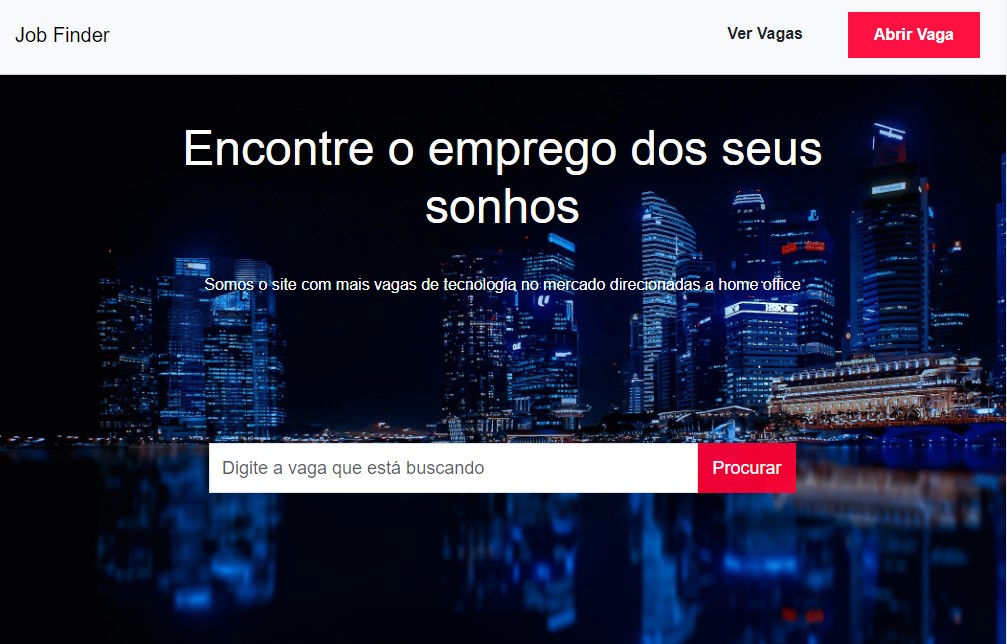 Job Finder
Ver Vagas
Abrir Vaga
Encontre o emprego dos seus
sonhos
Somos o site com mais vagas de tecnologia no mercado direcionadas a home office
HSBC
Digite a vaga que está buscando
Procurar